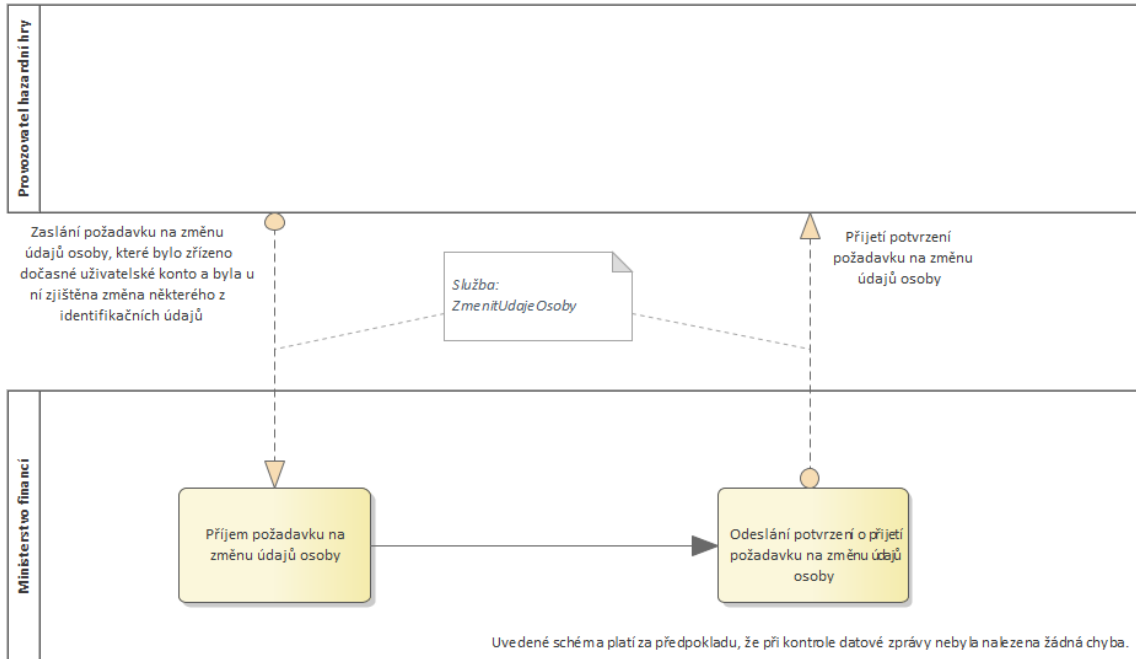 Provozovatel hazardní hry
Zaslání požadavku na změnu
údajů osoby, které bylo zřízeno
dočasné uživatelské konto a byla u
ní zjištěna změna některého z
identifikačních údajů
Služba:
ZmenitUdajeOsoby
Přijetí potvrzení
požadavku na změnu
údajů osoby
Ministerstvo financí
Příjem požadavku na
změnu údajů osoby
Odeslání potvrzení o přijetí
požadavku na změnu údajů
osoby
Uvedené schéma platí za předpokladu, že při kontrole datové zprávy nebyla nalezena žádná chyba.